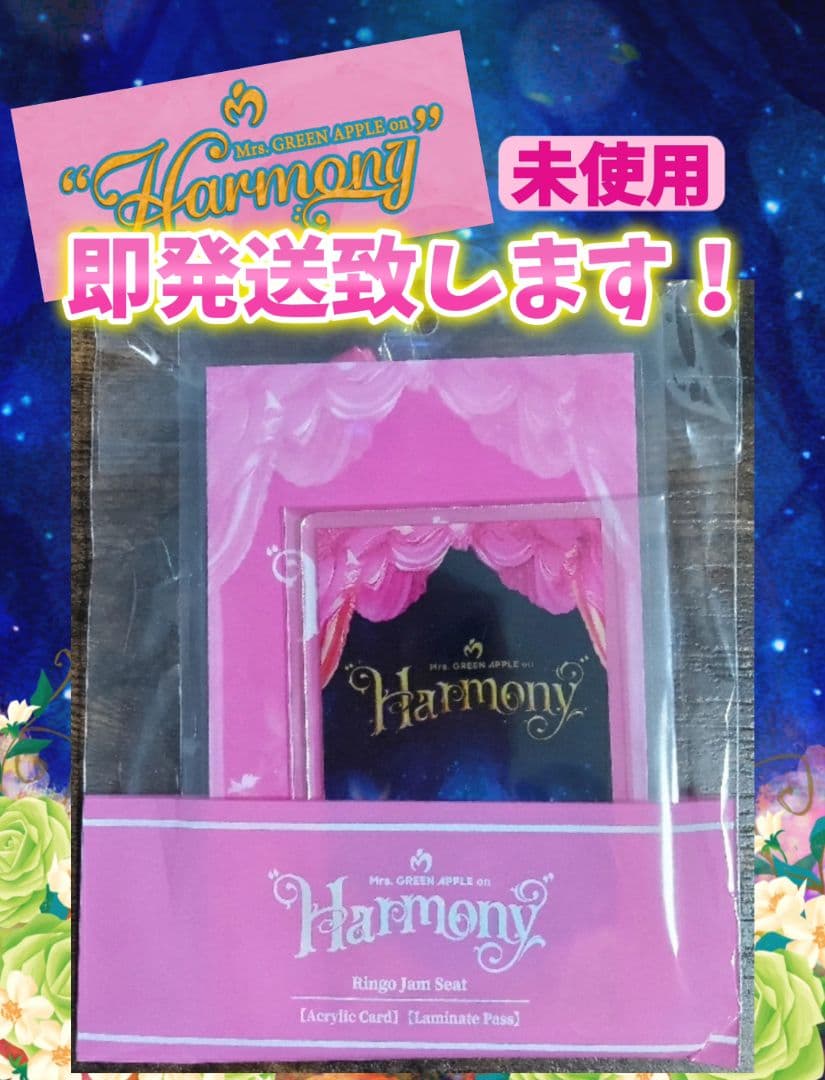 Mrs. GREEN APPLE on
"Harmony"
未使用
即発送致します！
Mrs. GREEN APPLE on
"Harmony"
Mrs. GREEN APPLE on
"Harmony"
Ringo Jam Seat
【Acrylic Card】【Laminate Pass】